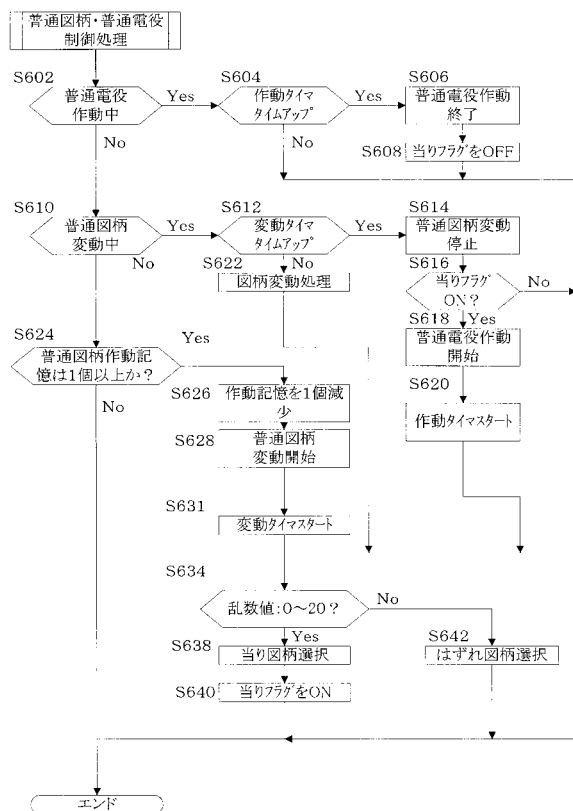 普通図柄・普通電役
制御処理
S602
普通電役
作動中
Yes
No
S604
作動タイマ
タイムアップ
No
S606
普通電役作動
終了
S608
当りフラグをOFF
S610
普通図柄
変動中
Yes
No
S612
変動タイマ
タイムアップ
Yes
No
S614
普通図柄変動
停止
S616
当りフラグ
ON?
No
Yes
S618
普通電役作動
開始
S620
作動タイマスタート
S622
図柄変動処理
S624
普通図柄作動記
憶は1個以上か?
Yes
No
S626
作動記憶を1個減
少
S628
普通図柄
変動開始
S631
変動タイマスタート
S634
乱数値:0~20?
No
Yes
S638
当り図柄選択
S640
当りフラグをON
S642
はずれ図柄選択
エンド